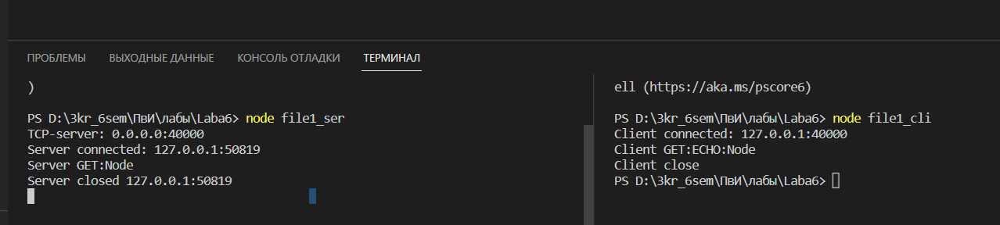 ПРОБЛЕМЫ ВЫХОДНЫЕ ДАННЫЕ КОНСОЛЬ ОТЛАДКИ ТЕРМИНАЛ
)
PS D:\3kr_6sem\ПвИ\лабы\Laba6> node file1_ser
TCP-server: 0.0.0.0:40000
Server connected: 127.0.0.1:50819
Server GET:Node
Server closed 127.0.0.1:50819
ell (https://aka.ms/pscore6)
PS D:\3kr_6sem\ПвИ\лабы\Laba6> node file1_cli
Client connected: 127.0.0.1:40000
Client GET:ECHO:Node
Client close
PS D:\3kr_6sem\ПвИ\лабы\Laba6>